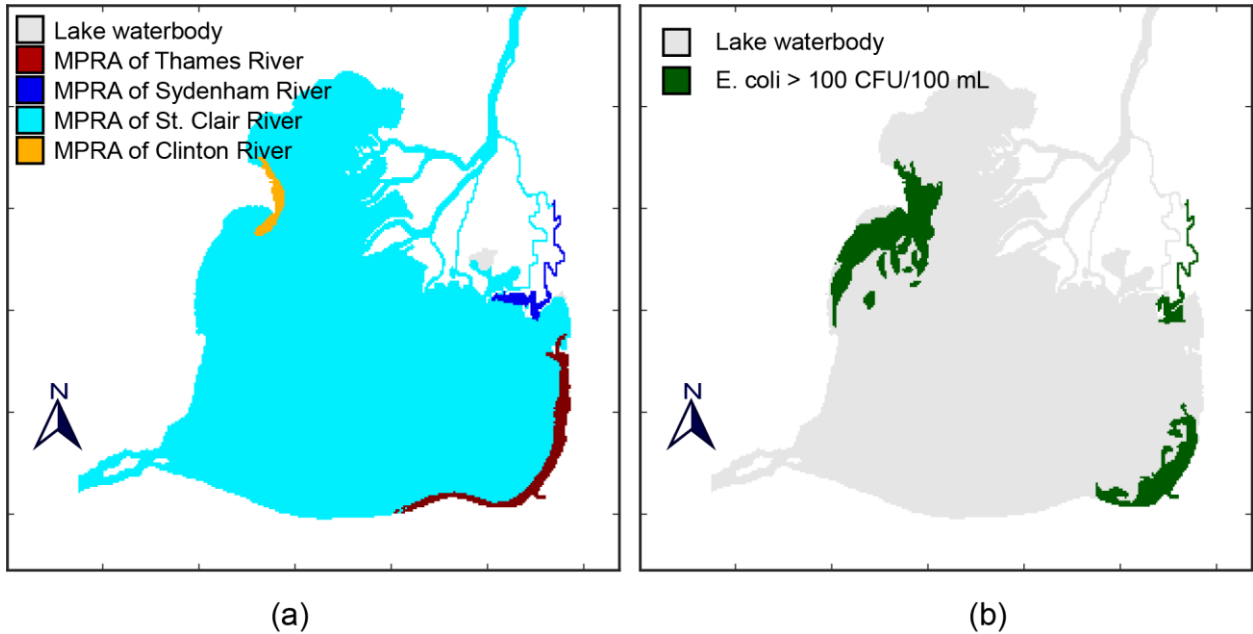 Lake waterbody
MPRA of Thames River
MPRA of Sydenham River
MPRA of St. Clair River
MPRA of Clinton River
N
(a)
Lake waterbody
E. coli > 100 CFU/100 mL
N
(b)